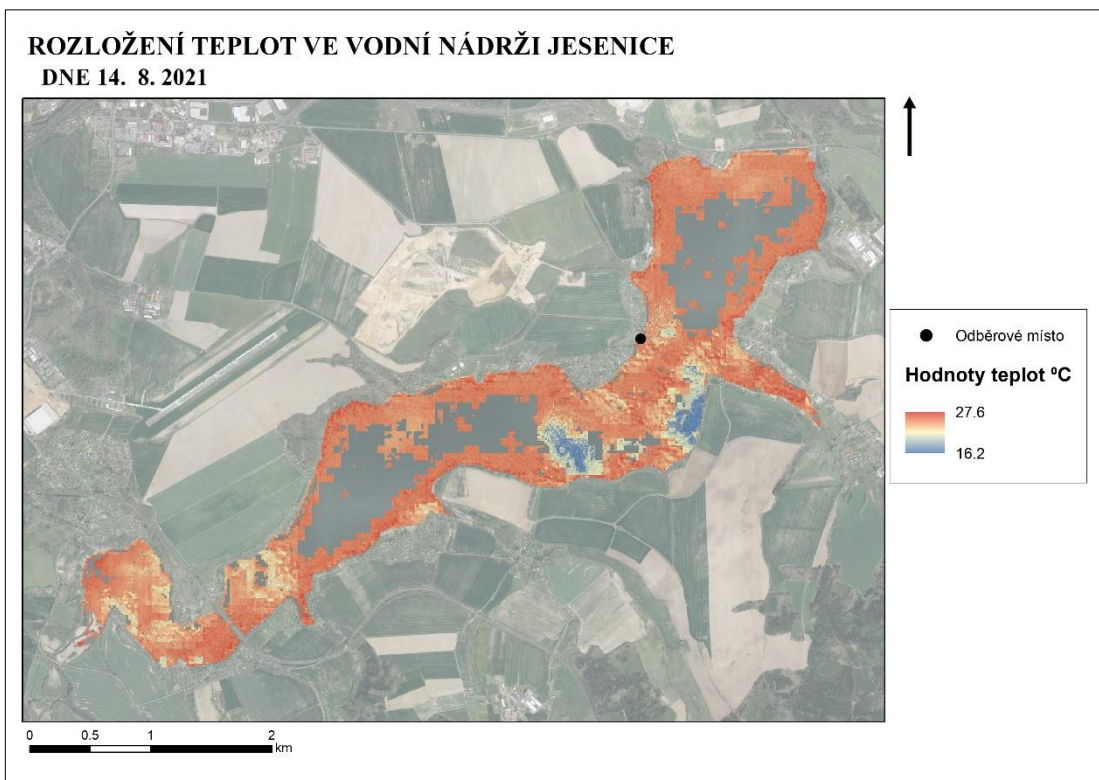 ROZLOŽENÍ TEPLOT VE VODNÍ NÁDRŽI JESENICE
DNE 14. 8. 2021
Odběrové místo
Hodnoty teplot ºC
27.6
16.2
0 0.5 1 2
km